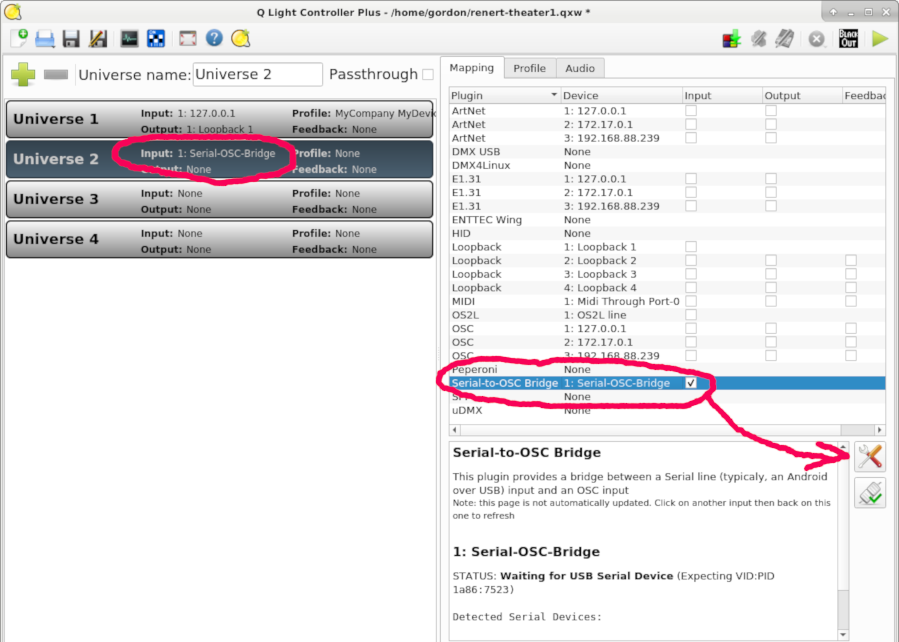 Q Light Controller Plus - /home/gordon/renert-theater1.qxw *
BLACK
OUT
Universe name: Universe 2 Passthrough
Universe 1 Input: 1: 127.0.0.1 Profile: MyCompany MyDevi
Output: 1: Loopback 1 Feedback: None
Universe 2 Input: 1: Serial-OSC-Bridge Profile: None
Output: None Feedback: None
Universe 3 Input: None Profile: None
Output: None Feedback: None
Universe 4 Input: None Profile: None
Output: None Feedback: None
Mapping Profile Audio
Plugin Device Input Output Feedbac
ArtNet 1: 127.0.0.1
ArtNet 2: 172.17.0.1
ArtNet 3: 192.168.88.239
DMX USB None
DMX4Linux None
E1.31 1: 127.0.0.1
E1.31 2: 172.17.0.1
E1.31 3: 192.168.88.239
ENTTEC Wing None
HID None
Loopback 1: Loopback 1
Loopback 2: Loopback 2
Loopback 3: Loopback 3
Loopback 4: Loopback 4
MIDI 1: Midi Through Port-0
OS2L 1: OS2L line
OSC 1: 127.0.0.1
OSC 2: 172.17.0.1
OSC 3: 192.168.88.239
Peperoni None
Serial-to-OSC Bridge 1: Serial-OSC-Bridge
None
uDMX None
Serial-to-OSC Bridge
This plugin provides a bridge between a Serial line (typicaly, an Android
over USB) input and an OSC input
Note: this page is not automatically updated. Click on another input then back on this
one to refresh
1: Serial-OSC-Bridge
STATUS: Waiting for USB Serial Device (Expecting VID:PID
1a86:7523)
Detected Serial Devices: